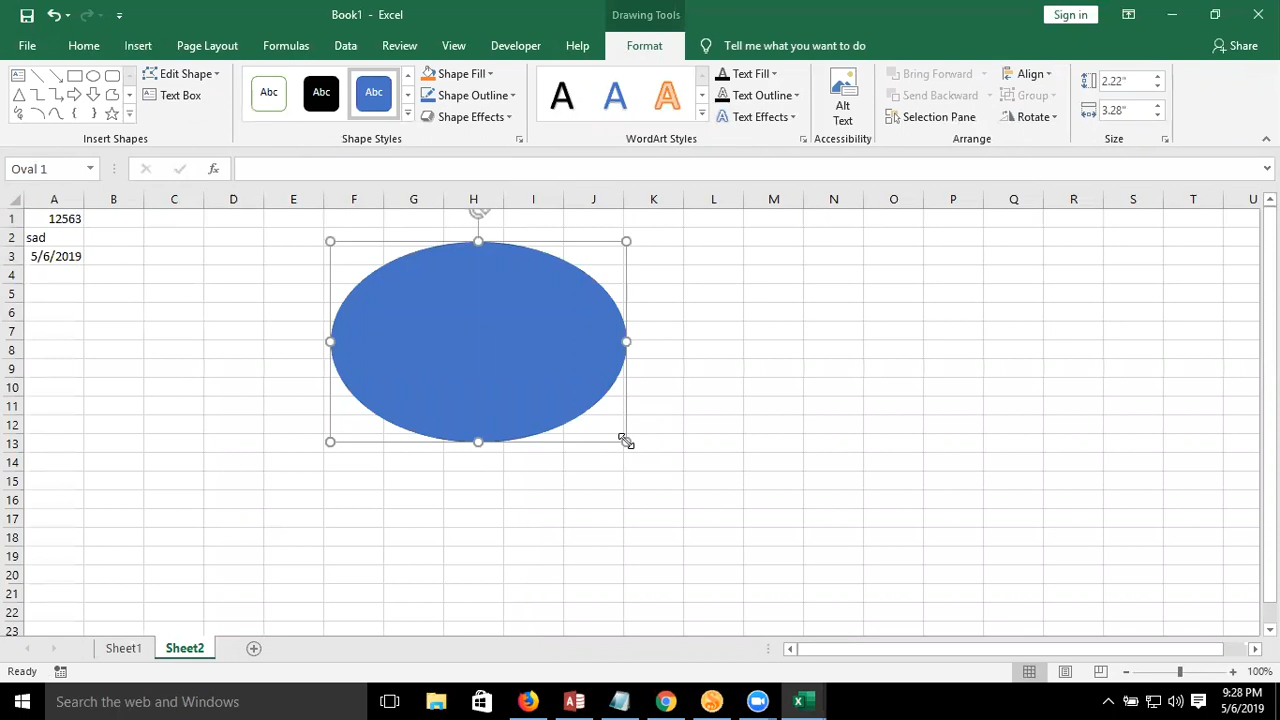 Book1 - Excel
Drawing Tools
Sign in
File Home Insert Page Layout Formulas Data Review View Developer Help Format Tell me what you want to do Share
Edit Shape
Text Box
Insert Shapes
Abc Abc Abc
Shape Fill
Shape Outline
Shape Effects
Shape Styles
A A A
Text Fill
Text Outline
Text Effects
WordArt Styles
Alt
Text
Accessibility
Bring Forward
Send Backward
Selection Pane
Align
Group
Rotate
Arrange
2.22"
3.28"
Size
Oval 1 fx
A B C D E F G H I J K L M N O P Q R S T U
1 12563
2 sad
3 5/6/2019
4
5
6
7
8
9
10
11
12
13
14
15
16
17
18
19
20
21
22
23
Sheet1 Sheet2
Ready 100%
Search the web and Windows
9:28 PM
5/6/2019